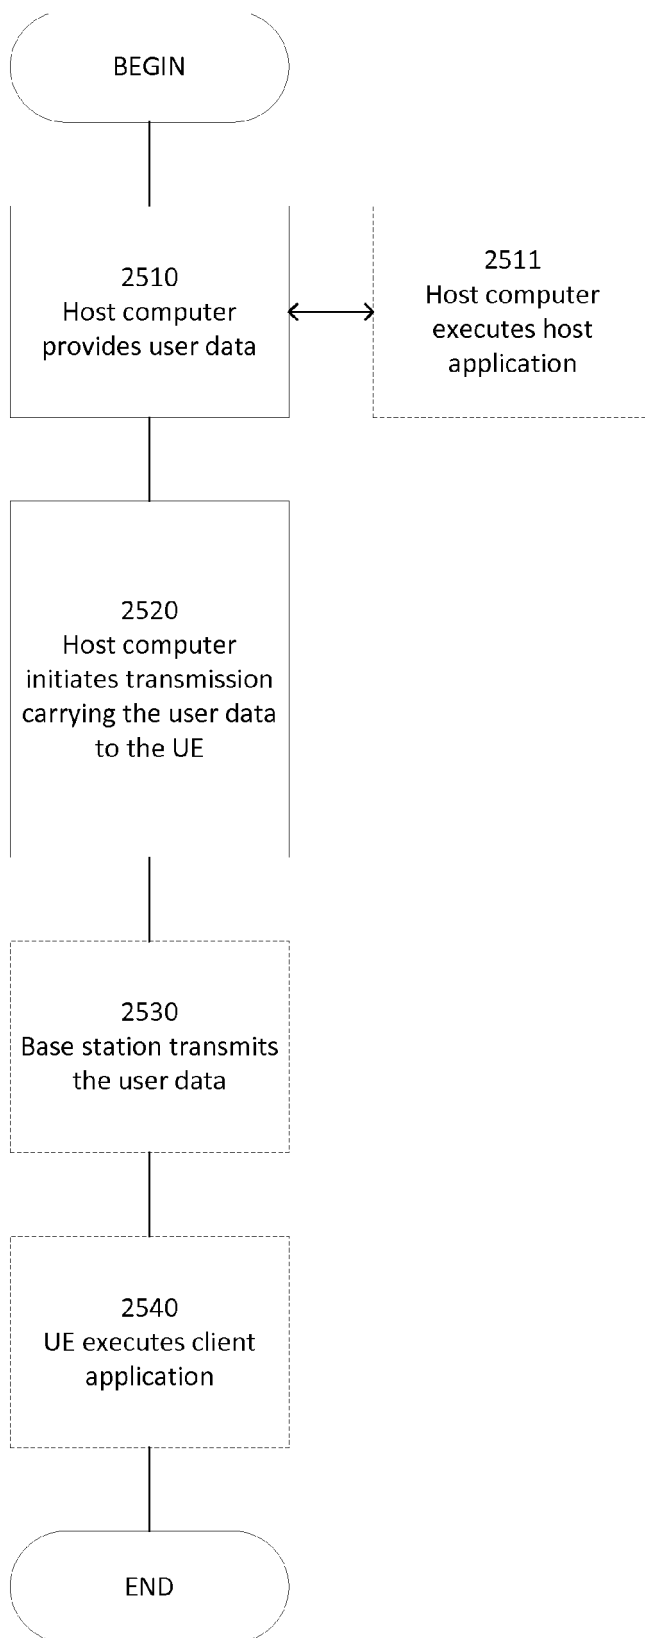 BEGIN
2510
Host computer
provides user data
2511
Host computer
executes host
application
2520
Host computer
initiates transmission
carrying the user data
to the UE
2530
Base station transmits
the user data
2540
UE executes client
application
END